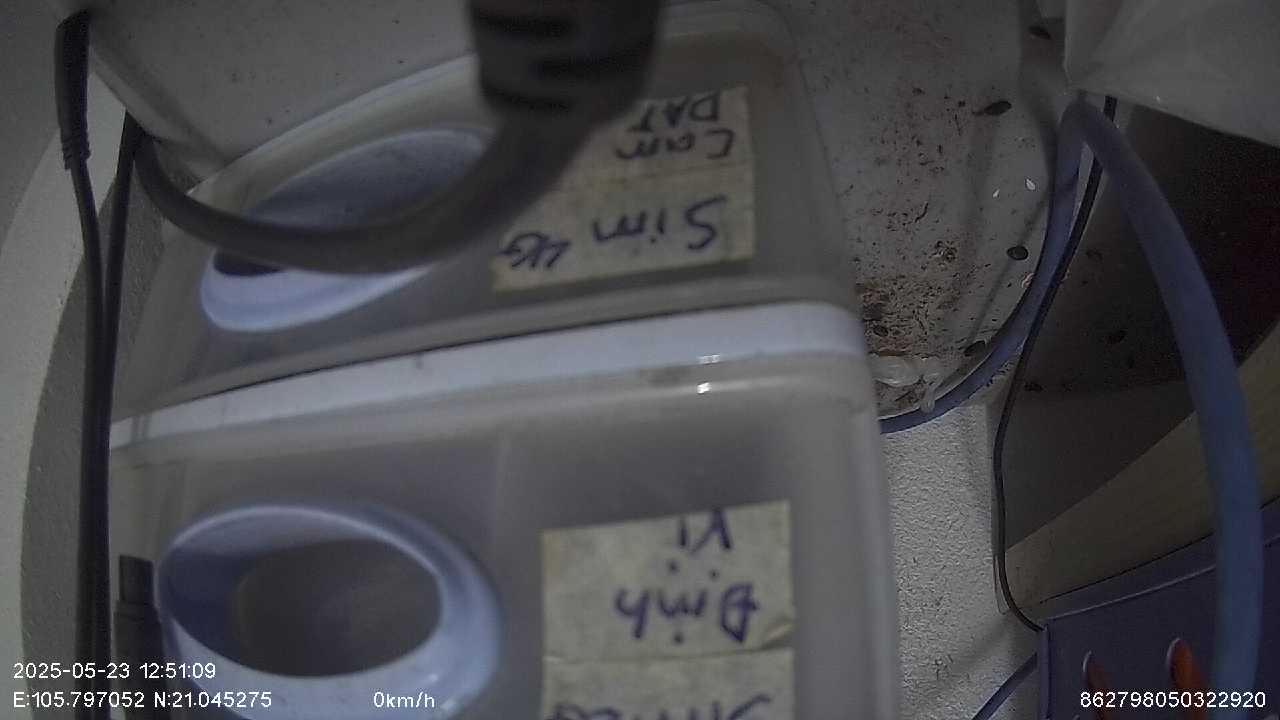 Sim 4G
Cam
DAT
Định
Vị
2025-05-23 12:51:09
E:105.797052 N:21.045275
0km/h
862798050322920